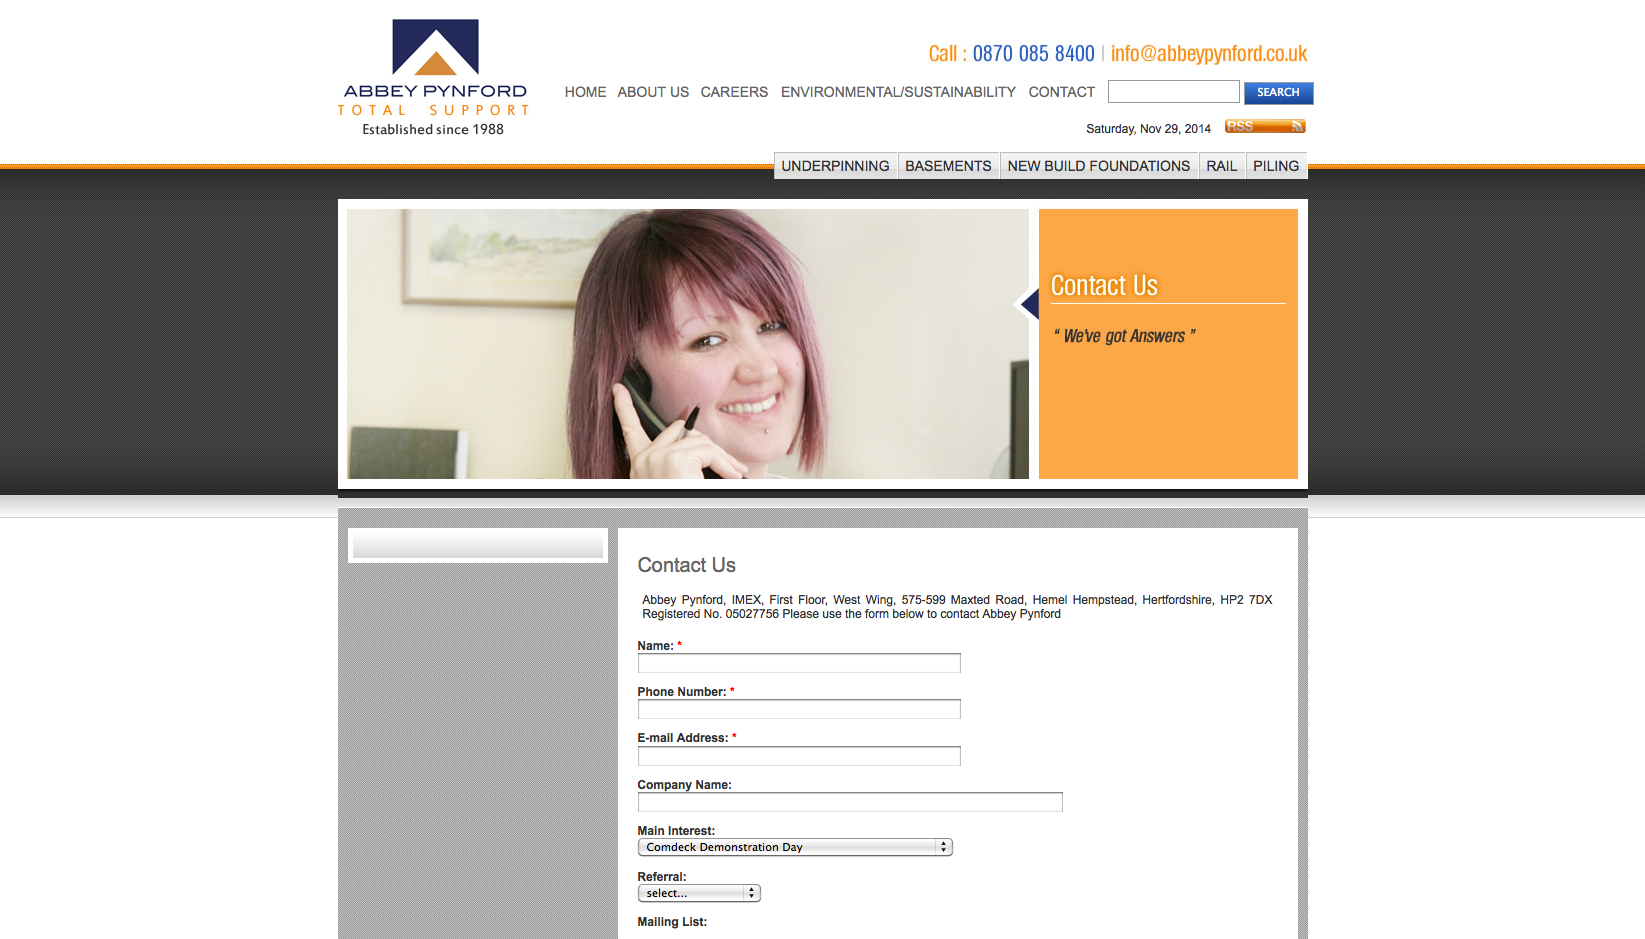 ABBEY PYNFORD
TOTAL SUPPORT
Established since 1988
Call : 0870 085 8400 | info@abbeypynford.co.uk
HOME ABOUT US CAREERS ENVIRONMENTAL/SUSTAINABILITY CONTACT SEARCH
Saturday, Nov 29, 2014 RSS
UNDERPINNING BASEMENTS NEW BUILD FOUNDATIONS RAIL PILING
Contact Us
“ We've got Answers ”
Contact Us
Abbey Pynford, IMEX, First Floor, West Wing, 575-599 Maxted Road, Hemel Hempstead, Hertfordshire, HP2 7DX
Registered No. 05027756 Please use the form below to contact Abbey Pynford
Name: *
Phone Number: *
E-mail Address: *
Company Name:
Main Interest:
Comdeck Demonstration Day
Referral:
select...
Mailing List: